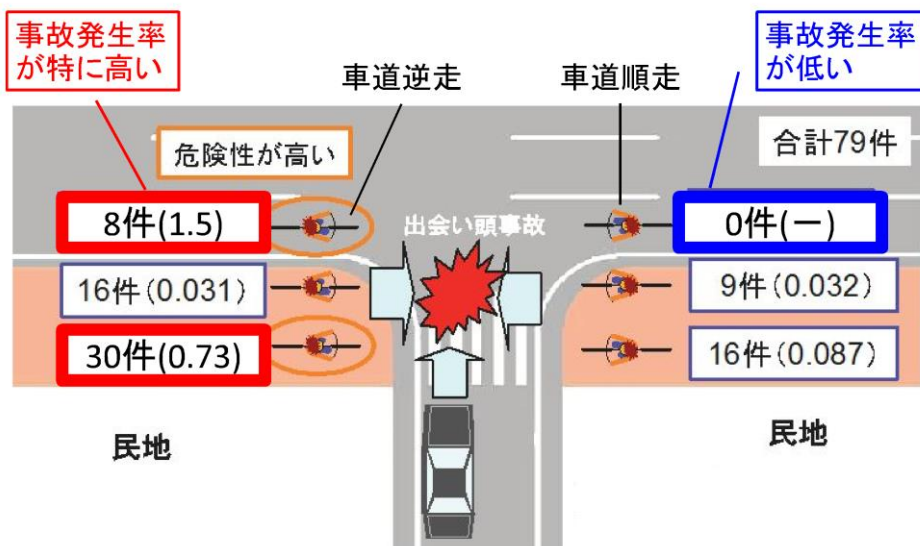 事故発生率
が特に高い
事故発生率
が低い
車道逆走
車道順走
危険性が高い
合計79件
8件(1.5)
出会い頭事故
0件(ー)
16件(0.031)
9件(0.032)
30件(0.73)
16件(0.087)
民地
民地